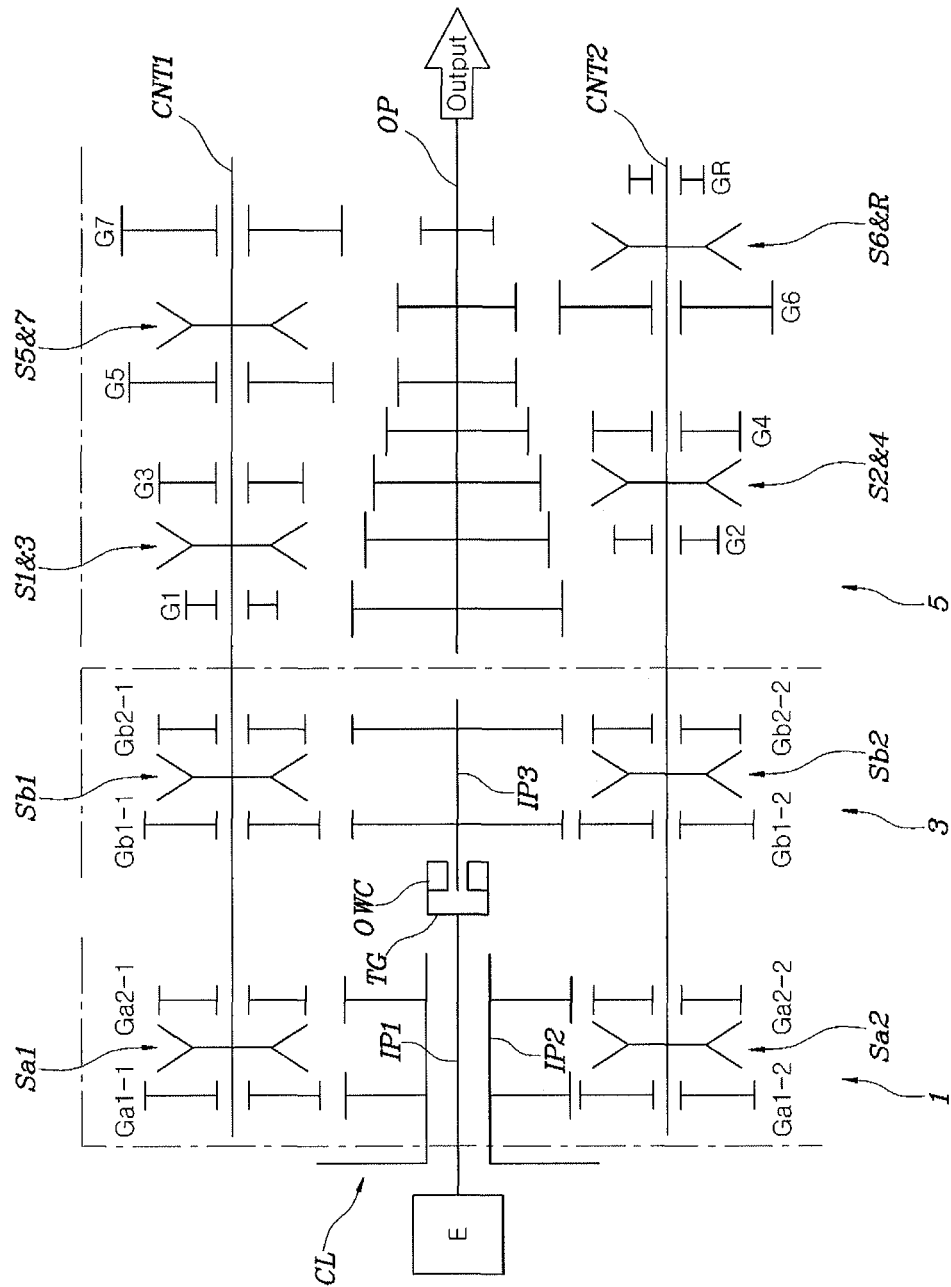 CNT1
G7
S5&7
G5
G3
S1&3
G1
Gb2-1
Sb1
Gb1-1
Ga2-1
Sa1
Ga1-1
Output
OP
IP3
OWC
TG
IP1
IP2
E
CL
CNT2
GR
S6&R
G6
G4
S2&4
G2
5
Gb2-2
Sb2
Gb1-2
3
Ga2-2
Sa2
Ga1-2
1